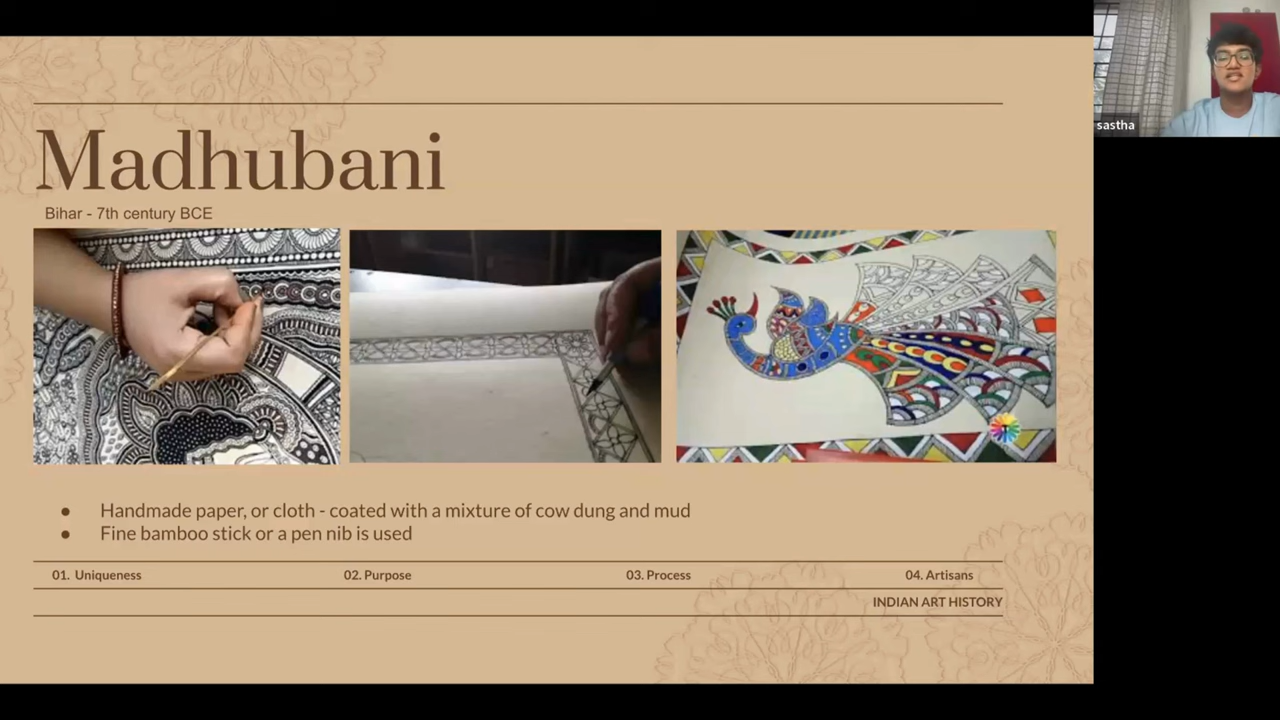 sastha
Madhubani
Bihar - 7th century BCE
● Handmade paper, or cloth - coated with a mixture of cow dung and mud
● Fine bamboo stick or a pen nib is used
01. Uniqueness 02. Purpose 03. Process 04. Artisans
INDIAN ART HISTORY